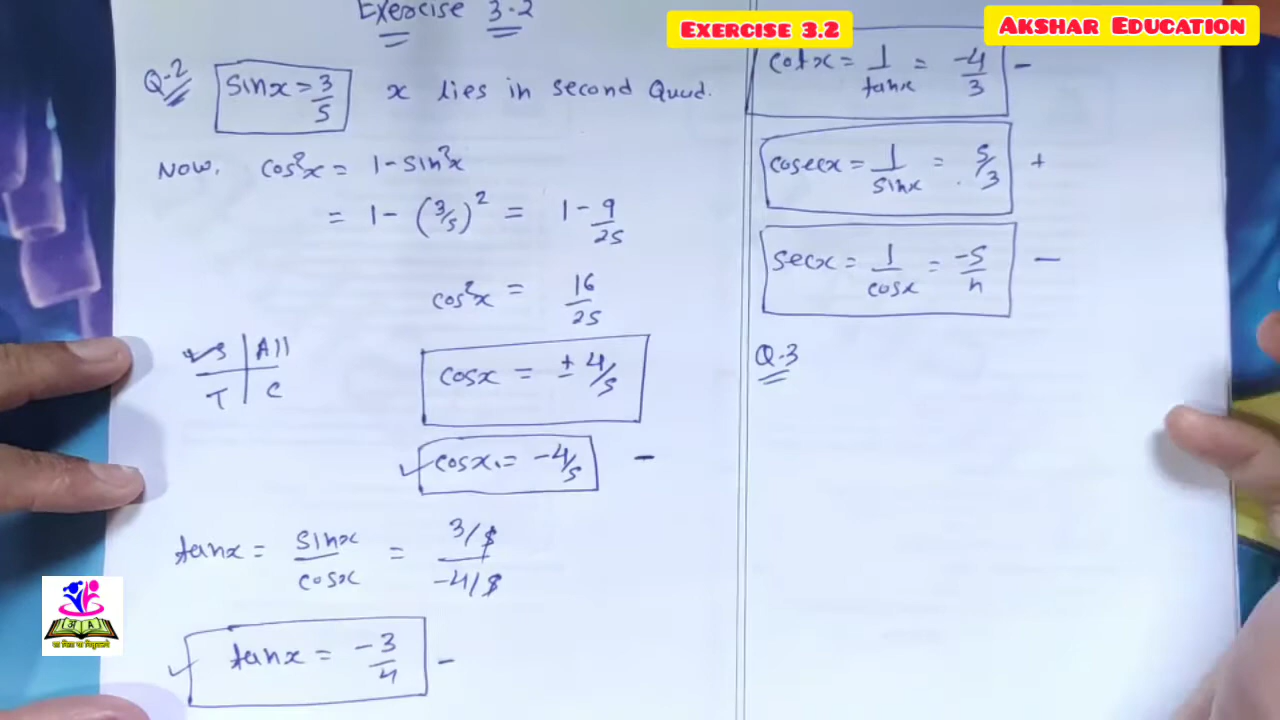 Exercise 3.2
EXERCISE 3.2
Akshar Education
Q-2 sinx = 3/5 x lies in second Quad.
Now, cos²x = 1 - sin²x
= 1 - (3/5)² = 1 - 9/25
cos²x = 16/25
S | All
T | C
cosx = ± 4/5
cosx = -4/5 -
tanx = sinx/cosx = 3/5 / -4/5
tanx = -3/4 -
cotx = 1/tanx = -4/3 -
cosecx = 1/sinx = 5/3 +
secx = 1/cosx = -5/4 -
Q-3
अ A